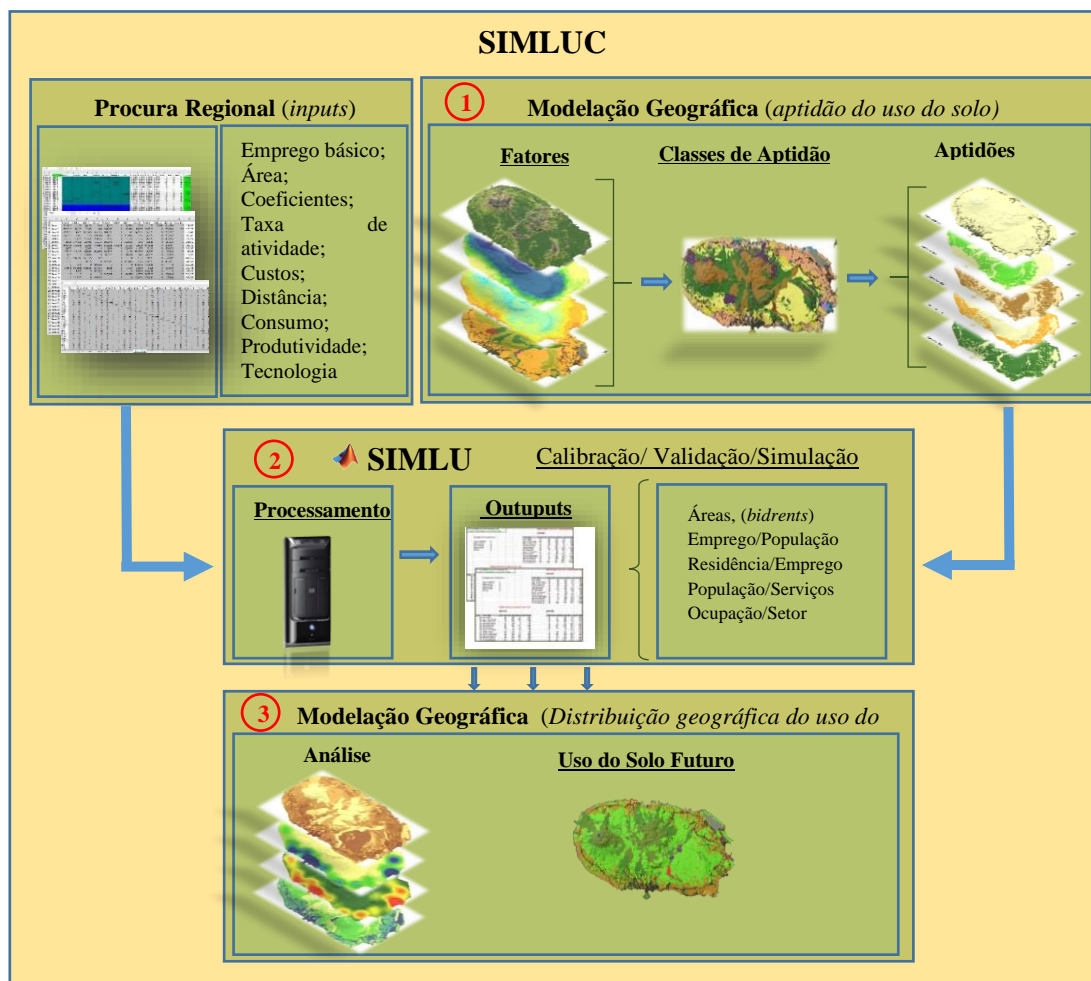 SIMLUC
Procura Regional (inputs)
Emprego básico;
Área;
Coeficientes;
Taxa de
atividade;
Custos;
Distância;
Consumo;
Produtividade;
Tecnologia
1 Modelação Geográfica (aptidão do uso do solo)
Fatores
Classes de Aptidão
Aptidões
2 SIMLU Calibração/ Validação/Simulação
Processamento
Outuputs
Áreas, (bidrents)
Emprego/População
Residência/Emprego
População/Serviços
Ocupação/Setor
3 Modelação Geográfica (Distribuição geográfica do uso do
Análise
Uso do Solo Futuro